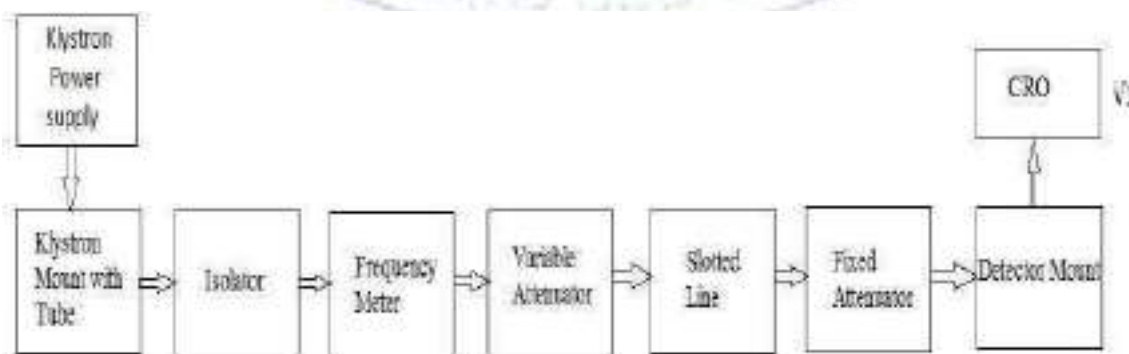 Klystron
Power
supply
CRO
Klystron
Mount with
Tube
Isolator
Frequency
Meter
Variable
Attenuator
Slotted
Line
Fixed
Attenuator
Detector Mount